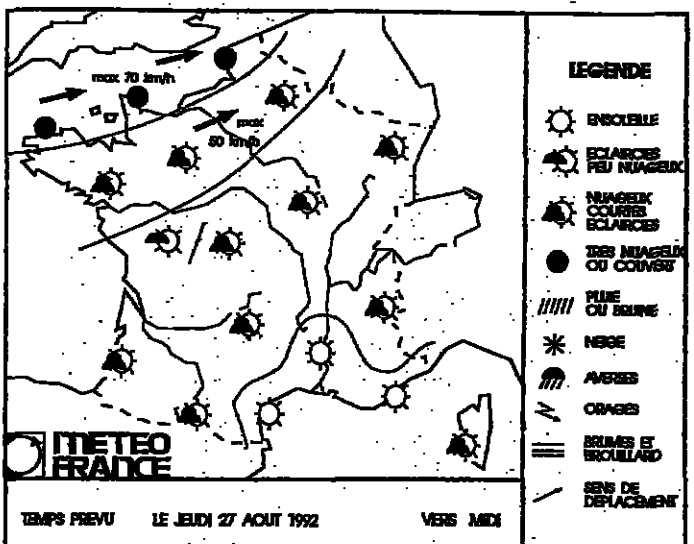 max 70 km/h
max
50 km/h
METEO
FRANCE
TEMPS PREVU LE JEUDI 27 AOUT 1992 VERS MIDI
LEGENDE
ENSOLEILLE
ECLAIRCIES
PEU NUAGEUX
NUAGEUX
COURTES
ECLAIRCIES
TRES NUAGEUX
OU COUVERT
PLUIE
OU BRUINE
NEIGE
AVERSES
ORAGES
BRUMES ET
BROUILLARD
SENS DE
DEPLACEMENT